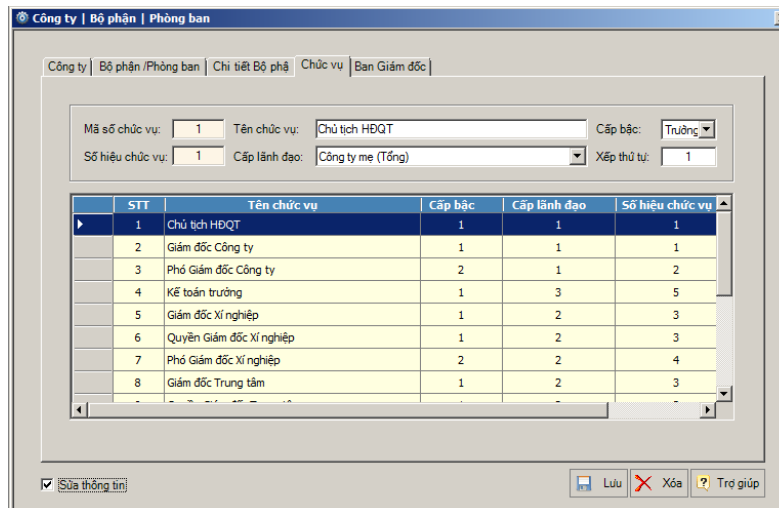 Công ty | Bộ phận | Phòng ban
Công ty Bộ phận /Phòng ban Chi tiết Bộ phậ Chức vụ Ban Giám đốc
Mã số chức vụ: 1 Tên chức vụ: Chủ tịch HĐQT Cấp bậc: Trưởng
Số hiệu chức vụ: 1 Cấp lãnh đạo: Công ty mẹ (Tổng) Xếp thứ tự: 1
STT Tên chức vụ Cấp bậc Cấp lãnh đạo Số hiệu chức vụ
1 Chủ tịch HĐQT 1 1 1
2 Giám đốc Công ty 1 1 1
3 Phó Giám đốc Công ty 2 1 2
4 Kế toán trưởng 1 3 5
5 Giám đốc Xí nghiệp 1 2 3
6 Quyền Giám đốc Xí nghiệp 1 2 3
7 Phó Giám đốc Xí nghiệp 2 2 4
8 Giám đốc Trung tâm 1 2 3
Sửa thông tin Lưu Xóa Trợ giúp